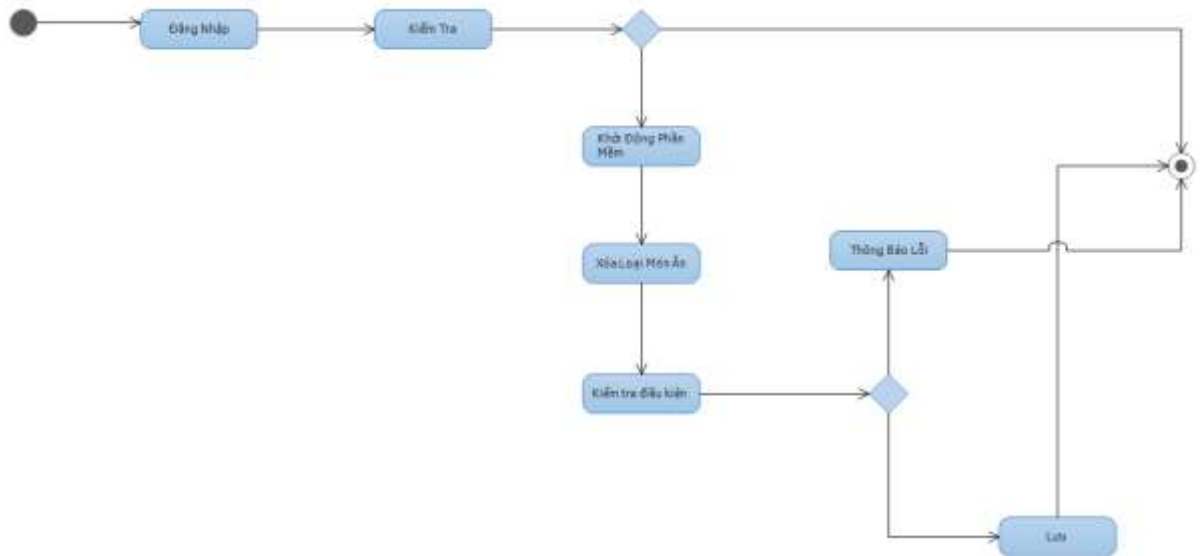 Đăng Nhập
Kiểm Tra
Khởi Động Phần
Mềm
Xóa Loại Món Ăn
Thông Báo Lỗi
Kiểm tra điều kiện
Lưu